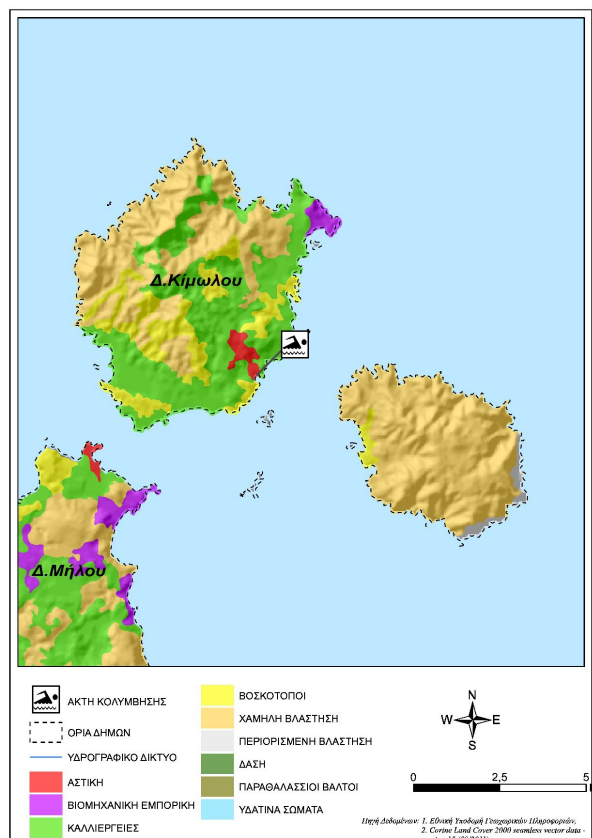 Δ.Κίμωλου
Δ.Μήλου
ΑΚΤΗ ΚΟΛΥΜΒΗΣΗΣ
ΟΡΙΑ ΔΗΜΩΝ
ΥΔΡΟΓΡΑΦΙΚΟ ΔΙΚΤΥΟ
ΑΣΤΙΚΗ
ΒΙΟΜΗΧΑΝΙΚΗ ΕΜΠΟΡΙΚΗ
ΚΑΛΛΙΕΡΓΕΙΕΣ
ΒΟΣΚΟΤΟΠΟΙ
ΧΑΜΗΛΗ ΒΛΑΣΤΗΣΗ
ΠΕΡΙΟΡΙΣΜΕΝΗ ΒΛΑΣΤΗΣΗ
ΔΑΣΗ
ΠΑΡΑΘΑΛΑΣΣΙΟΙ ΒΑΛΤΟΙ
ΥΔΑΤΙΝΑ ΣΩΜΑΤΑ
N
W E
S
0 2,5 5
Πηγή Δεδομένων: 1. Εθνική Υποδομή Γεωχωρικών Πληροφοριών,
2. Corine Land Cover 2000 seamless vector data -